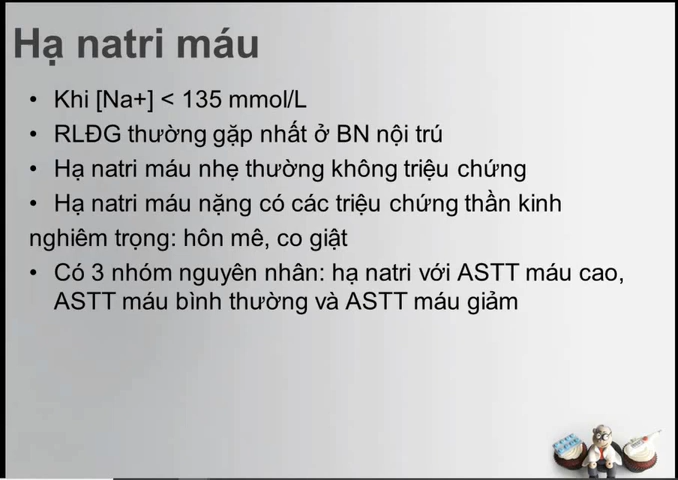 Hạ natri máu
• Khi [Na+] < 135 mmol/L
• RLĐG thường gặp nhất ở BN nội trú
• Hạ natri máu nhẹ thường không triệu chứng
• Hạ natri máu nặng có các triệu chứng thần kinh
nghiêm trọng: hôn mê, co giật
• Có 3 nhóm nguyên nhân: hạ natri với ASTT máu cao,
ASTT máu bình thường và ASTT máu giảm